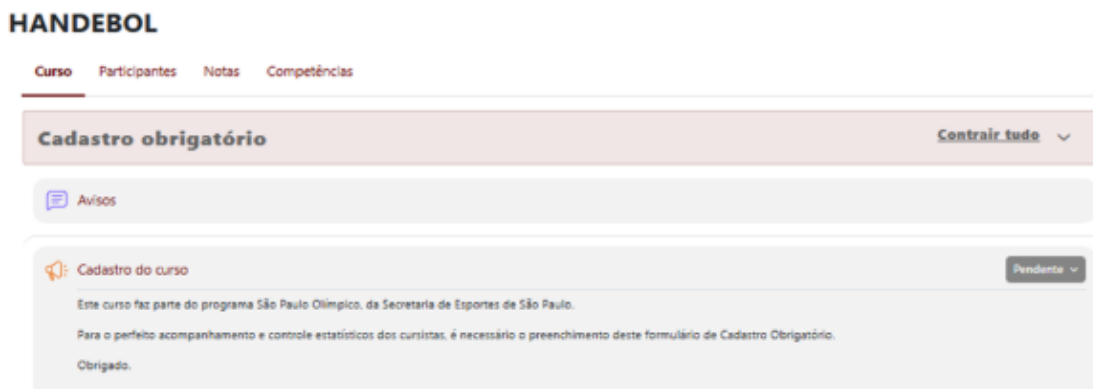 HANDEBOL
Curso Participantes Notas Competências
Cadastro obrigatório Contrair tudo
Avisos
Cadastro do curso Pendente
Este curso faz parte do programa São Paulo Olímpico, da Secretaria de Esportes de São Paulo.
Para o perfeito acompanhamento e controle estatísticos dos cursistas, é necessário o preenchimento deste formulário de Cadastro Obrigatório.
Obrigado.